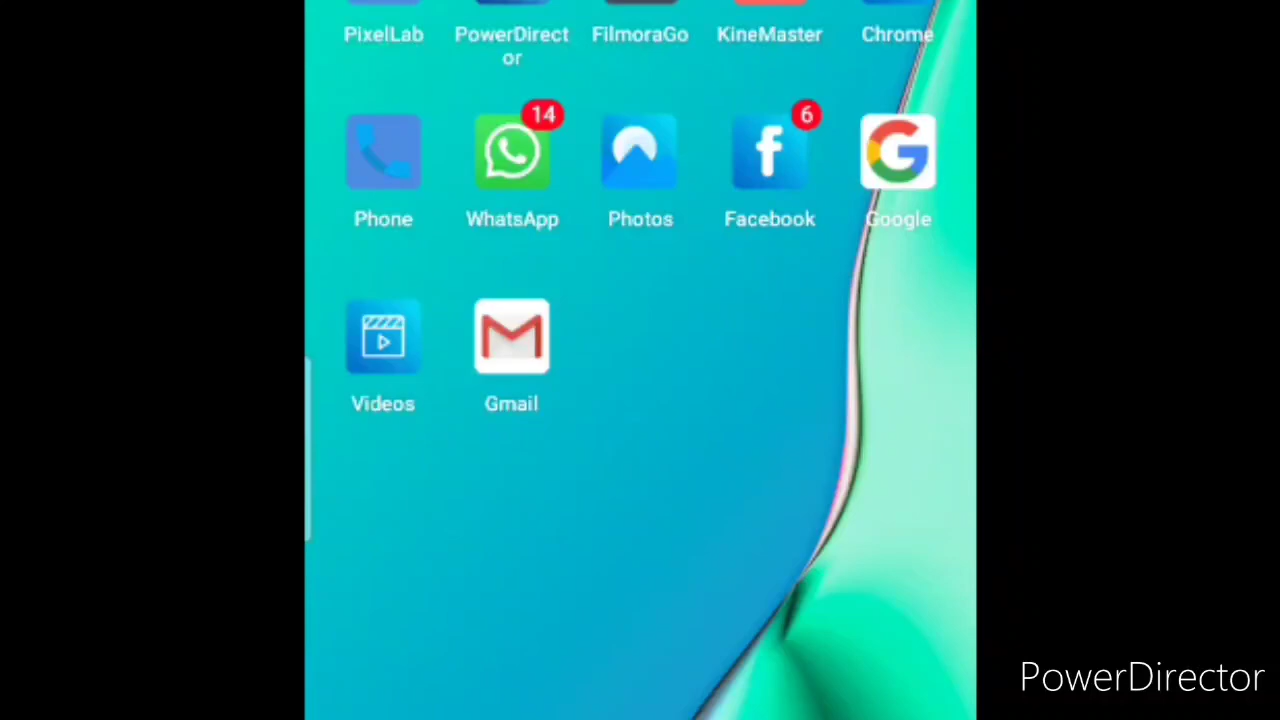 PixelLab PowerDirect FilmoraGo KineMaster Chrome
or
14 6
Phone WhatsApp Photos Facebook Google
Videos Gmail
PowerDirector